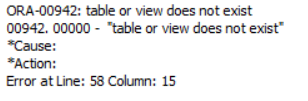 ORA-00942: table or view does not exist
00942. 00000 -  "table or view does not exist"
*Cause:
*Action:
Error at Line: 58 Column: 15